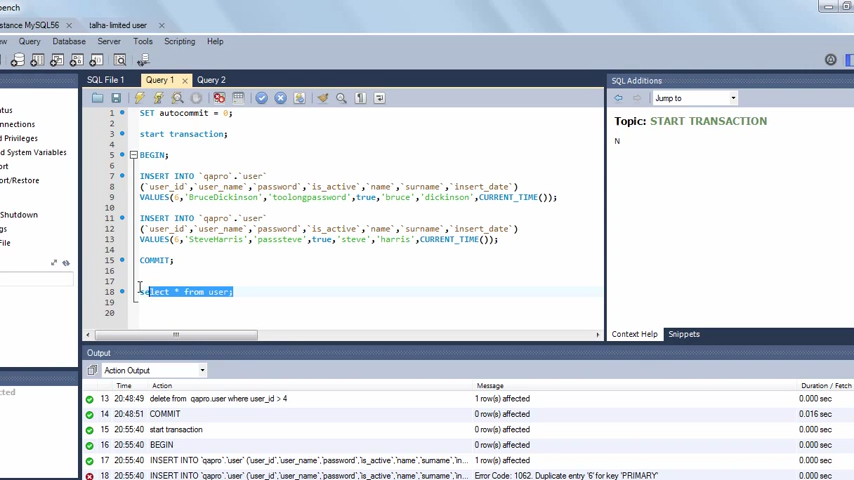 bench
stance MySQL56 talha-limited user
ew Query Database Server Tools Scripting Help
SQL File 1 Query 1 Query 2 SQL Additions
Jump to
Topic: START TRANSACTION
N
1 SET autocommit = 0;
2
3 start transaction;
4
5 BEGIN;
6
7 INSERT INTO `qapro`.`user`
8 (`user_id`,`user_name`,`password`,`is_active`,`name`,`surname`,`insert_date`)
9 VALUES(6,'BruceDickinson','toolongpassword',true,'bruce','dickinson',CURRENT_TIME());
10
11 INSERT INTO `qapro`.`user`
12 (`user_id`,`user_name`,`password`,`is_active`,`name`,`surname`,`insert_date`)
13 VALUES(6,'SteveHarris','passsteve',true,'steve','harris',CURRENT_TIME());
14
15 COMMIT;
16
17
18 select * from user;
19
20
atus
onnections
d Privileges
nd System Variables
ort
ort/Restore
Shutdown
s
File
Context Help Snippets
Output
Action Output
Time Action Message Duration / Fetch
13 20:48:49 delete from qapro.user where user_id > 4 1 row(s) affected 0.000 sec
14 20:48:51 COMMIT 0 row(s) affected 0.016 sec
15 20:55:40 start transaction 0 row(s) affected 0.000 sec
16 20:55:40 BEGIN 0 row(s) affected 0.000 sec
17 20:55:40 INSERT INTO `qapro`.`user` (`user_id`,`user_name`,`password`,`is_active`,`name`,`surname`,`in... 1 row(s) affected 0.000 sec
18 20:55:40 INSERT INTO `qapro`.`user` (`user_id`,`user_name`,`password`,`is_active`,`name`,`surname`,`in... Error Code: 1062. Duplicate entry '6' for key 'PRIMARY' 0.000 sec
cted